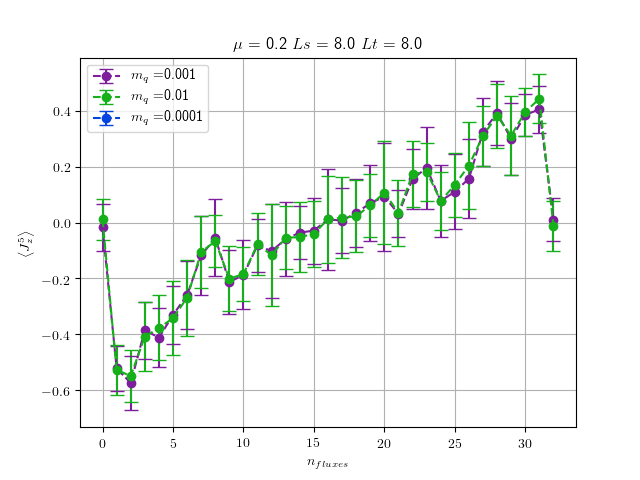 μ = 0.2 Ls = 8.0 Lt = 8.0
m_q =0.001
m_q =0.01
m_q =0.0001
⟨J_z^5⟩
0.4
0.2
0.0
−0.2
−0.4
−0.6
0 5 10 15 20 25 30
n_{fluxes}